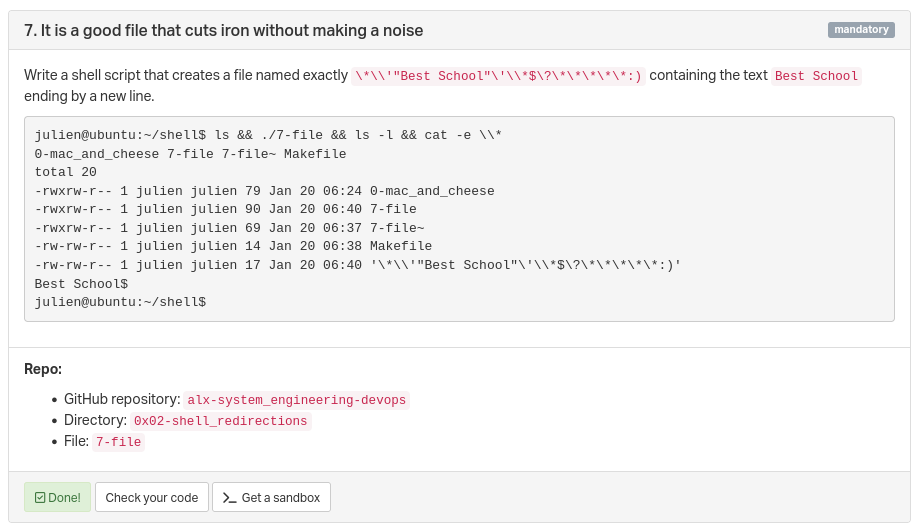 7. It is a good file that cuts iron without making a noise
mandatory
Write a shell script that creates a file named exactly \*\\'"Best School"\'\\*$\?\*\*\*\*\*:) containing the text Best School
ending by a new line.
julien@ubuntu:~/shell$ ls && ./7-file && ls -l && cat -e \\*
0-mac_and_cheese 7-file 7-file~ Makefile
total 20
-rwxrw-r-- 1 julien julien 79 Jan 20 06:24 0-mac_and_cheese
-rwxrw-r-- 1 julien julien 90 Jan 20 06:40 7-file
-rwxrw-r-- 1 julien julien 69 Jan 20 06:37 7-file~
-rw-rw-r-- 1 julien julien 14 Jan 20 06:38 Makefile
-rw-rw-r-- 1 julien julien 17 Jan 20 06:40 '\*\\'"Best School"\'\\*$\?\*\*\*\*\*:)'
Best School$
julien@ubuntu:~/shell$
Repo:
• GitHub repository: alx-system_engineering-devops
• Directory: 0x02-shell_redirections
• File: 7-file
Done! Check your code >_ Get a sandbox